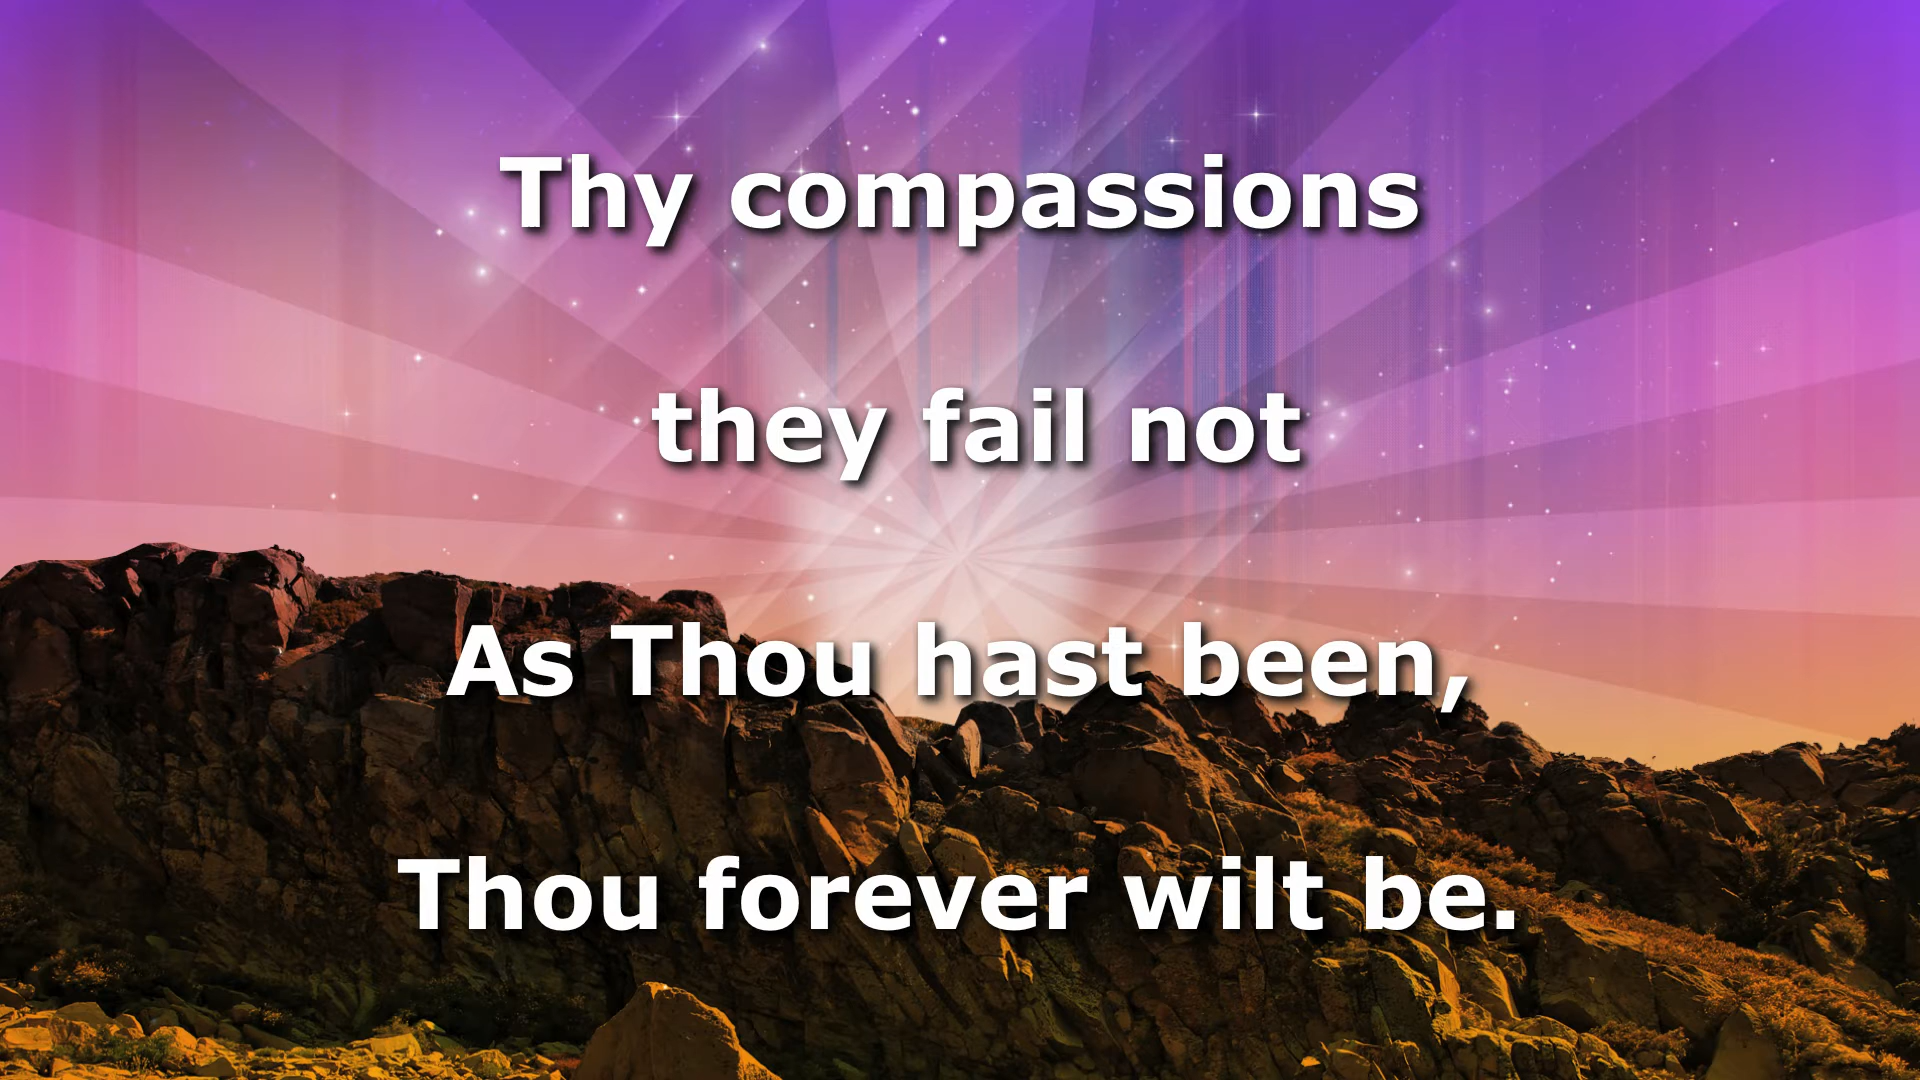 Thy compassions
they fail not
As Thou hast been,
Thou forever wilt be.